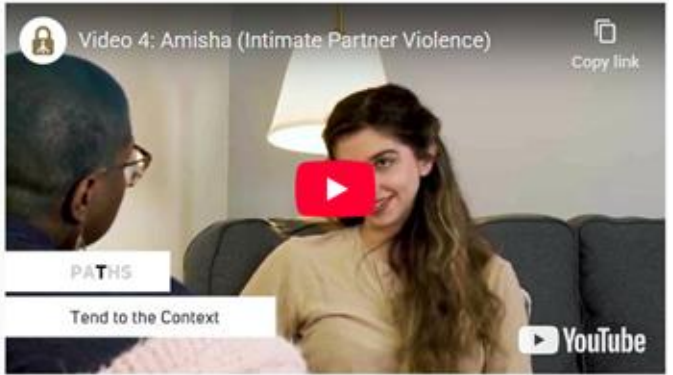 Video 4: Amisha (Intimate Partner Violence)
Copy link
PATHS
Tend to the Context
YouTube